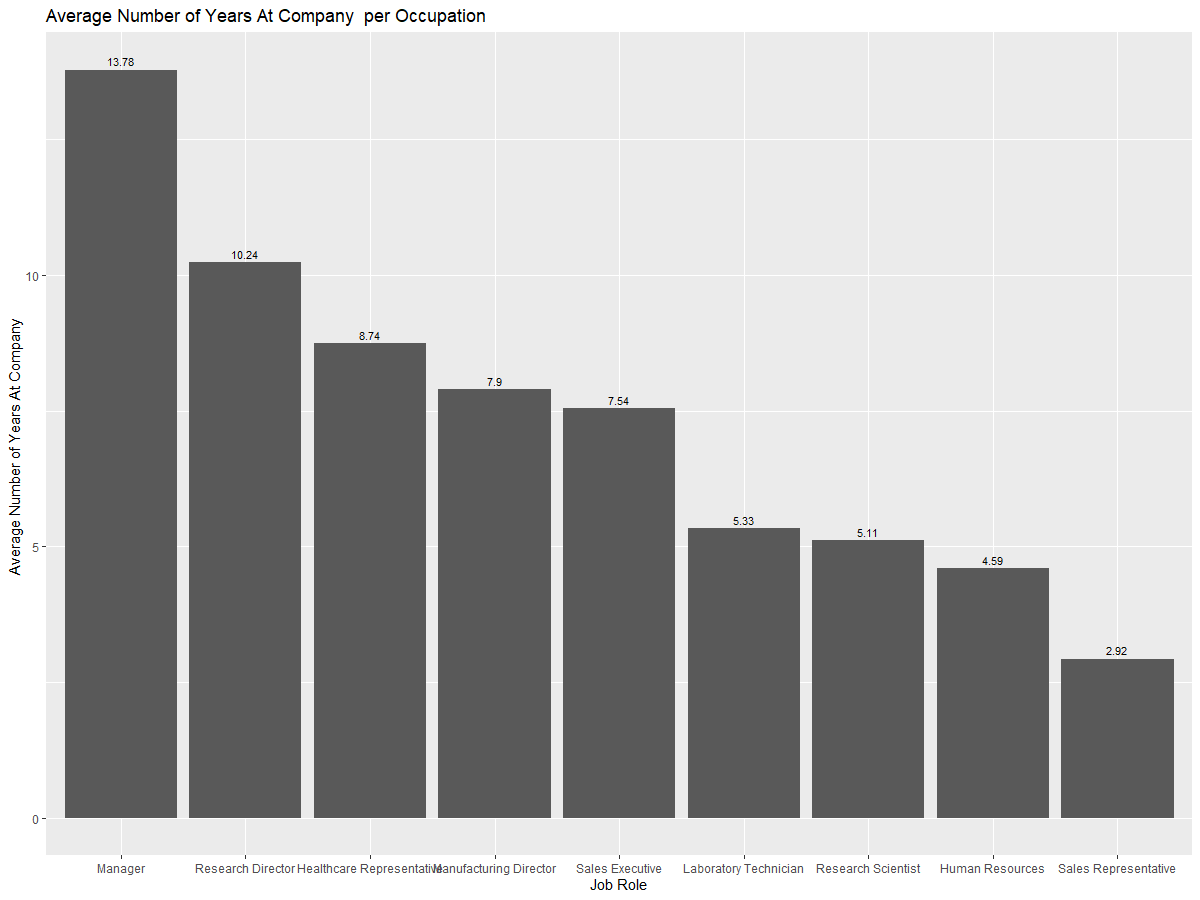 Average Number of Years At Company  per Occupation
Average Number of Years At Company
10
5
0
13.78
10.24
8.74
7.9
7.54
5.33
5.11
4.59
2.92
Manager
Research Director
Healthcare Representative
Manufacturing Director
Sales Executive
Laboratory Technician
Research Scientist
Human Resources
Sales Representative
Job Role